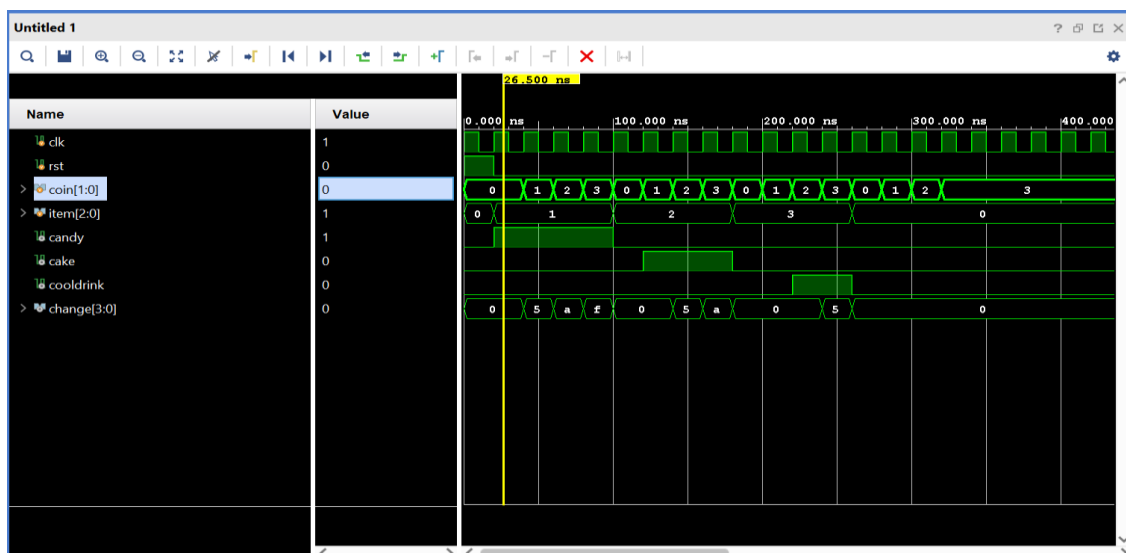 Untitled 1
26.500 ns
Name Value
0.000 ns 100.000 ns 200.000 ns 300.000 ns 400.000
clk 1
rst 0
coin[1:0] 0 0 1 2 3 0 1 2 3 0 1 2 3 0 1 2 3
item[2:0] 1 0 1 2 3 0
candy 1
cake 0
cooldrink 0
change[3:0] 0 0 5 a f 0 5 a 0 5 0